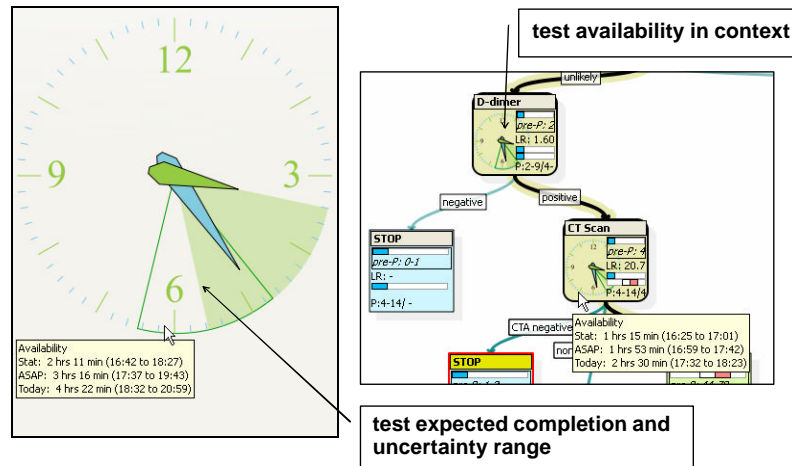 test availability in context
12
9
3
6
Availability
Stat: 2 hrs 11 min (16:42 to 18:27)
ASAP: 3 hrs 16 min (17:37 to 19:43)
Today: 4 hrs 22 min (18:32 to 20:59)
unlikely
D-dimer
pre-P: 2
LR: 1.60
P:2-9/4-
negative
positive
STOP
pre-P: 0-1
LR: -
P:4-14/ -
CT Scan
12
pre-P: 4
LR: 20.7
P:4-14/4
CTA negative
Availability
Stat: 1 hrs 15 min (16:25 to 17:01)
ASAP: 1 hrs 53 min (16:59 to 17:42)
Today: 2 hrs 30 min (17:32 to 18:23)
STOP
test expected completion and
uncertainty range